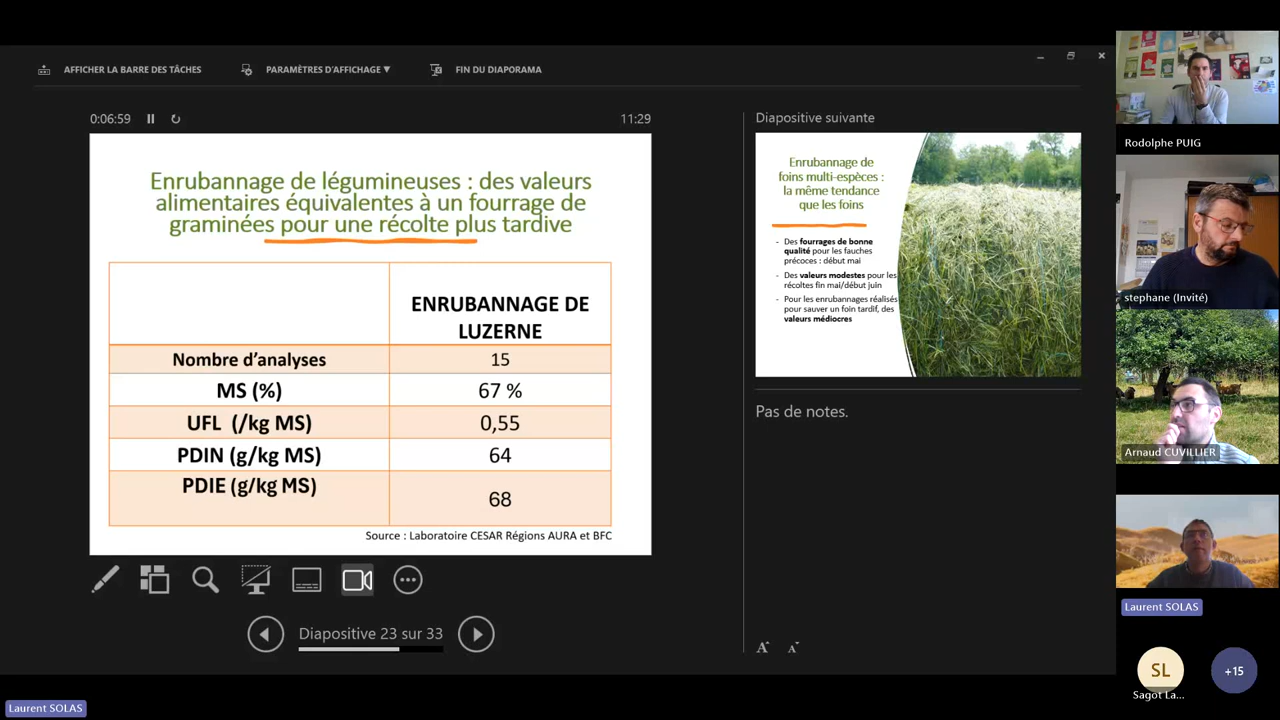 AFFICHER LA BARRE DES TÂCHES
PARAMÈTRES D'AFFICHAGE ▼
FIN DU DIAPORAMA
0:06:59
11:29
Enrubannage de légumineuses : des valeurs
alimentaires équivalentes à un fourrage de
graminées pour une récolte plus tardive
ENRUBANNAGE DE
LUZERNE
Nombre d'analyses
15
MS (%)
67 %
UFL (/kg MS)
0,55
PDIN (g/kg MS)
64
PDIE (g/kg MS)
68
Source : Laboratoire CESAR Régions AURA et BFC
Diapositive 23 sur 33
Diapositive suivante
Enrubannage de
foins multi-espèces :
la même tendance
que les foins
- Des fourrages de bonne
qualité pour les fauches
précoces : début mai
- Des valeurs modestes pour les
récoltes fin mai/début juin
- Pour les enrubannages réalisés
pour sauver un foin tardif, des
valeurs médiocres
Pas de notes.
A A
Rodolphe PUIG
stephane (Invité)
Arnaud CUVILLIER
Laurent SOLAS
SL
Sagot La...
+15
Laurent SOLAS